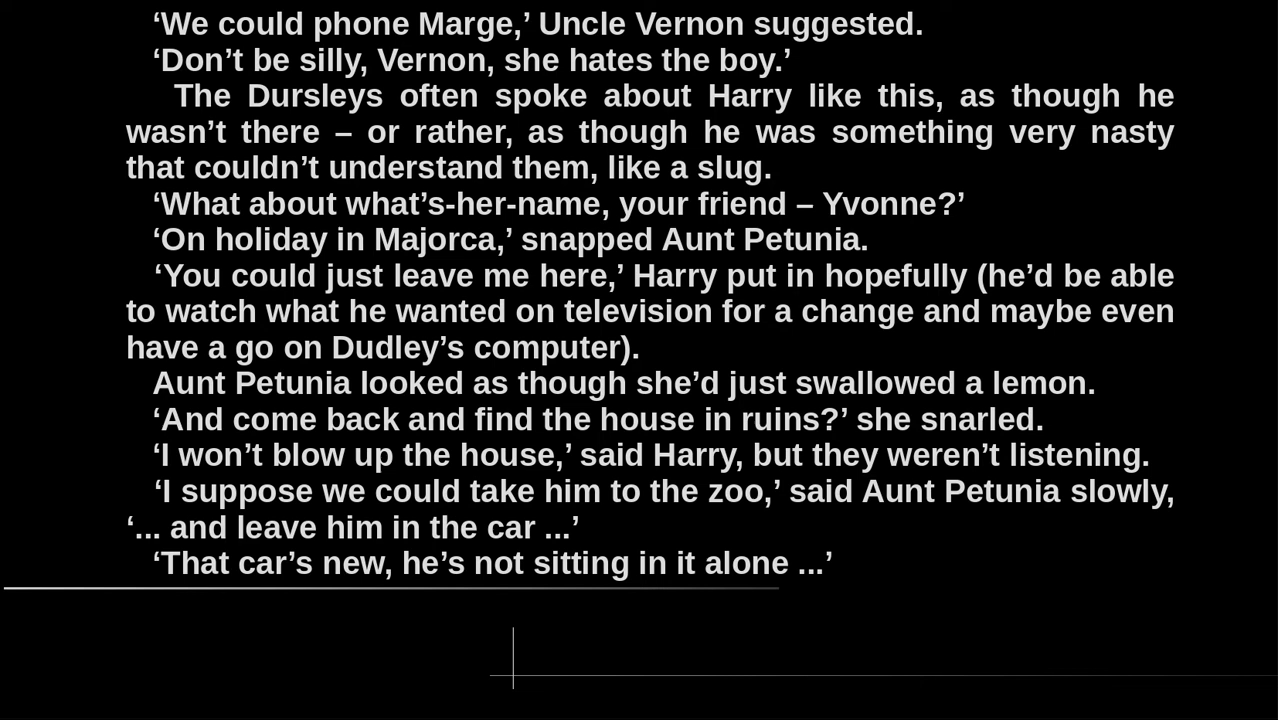 ‘We could phone Marge,’ Uncle Vernon suggested.
‘Don’t be silly, Vernon, she hates the boy.’
The Dursleys often spoke about Harry like this, as though he
wasn’t there – or rather, as though he was something very nasty
that couldn’t understand them, like a slug.
‘What about what’s-her-name, your friend – Yvonne?’
‘On holiday in Majorca,’ snapped Aunt Petunia.
‘You could just leave me here,’ Harry put in hopefully (he’d be able
to watch what he wanted on television for a change and maybe even
have a go on Dudley’s computer).
Aunt Petunia looked as though she’d just swallowed a lemon.
‘And come back and find the house in ruins?’ she snarled.
‘I won’t blow up the house,’ said Harry, but they weren’t listening.
‘I suppose we could take him to the zoo,’ said Aunt Petunia slowly,
‘... and leave him in the car ...’
‘That car’s new, he’s not sitting in it alone ...’